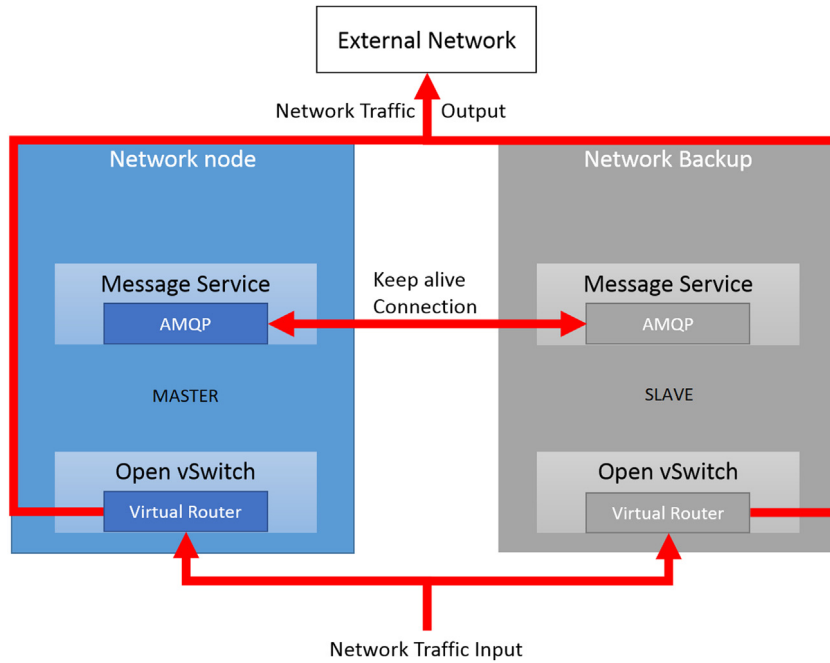 External Network
Network Traffic Output
Network node
Network Backup
Message Service
AMQP
Keep alive
Connection
Message Service
AMQP
MASTER
SLAVE
Open vSwitch
Virtual Router
Open vSwitch
Virtual Router
Network Traffic Input